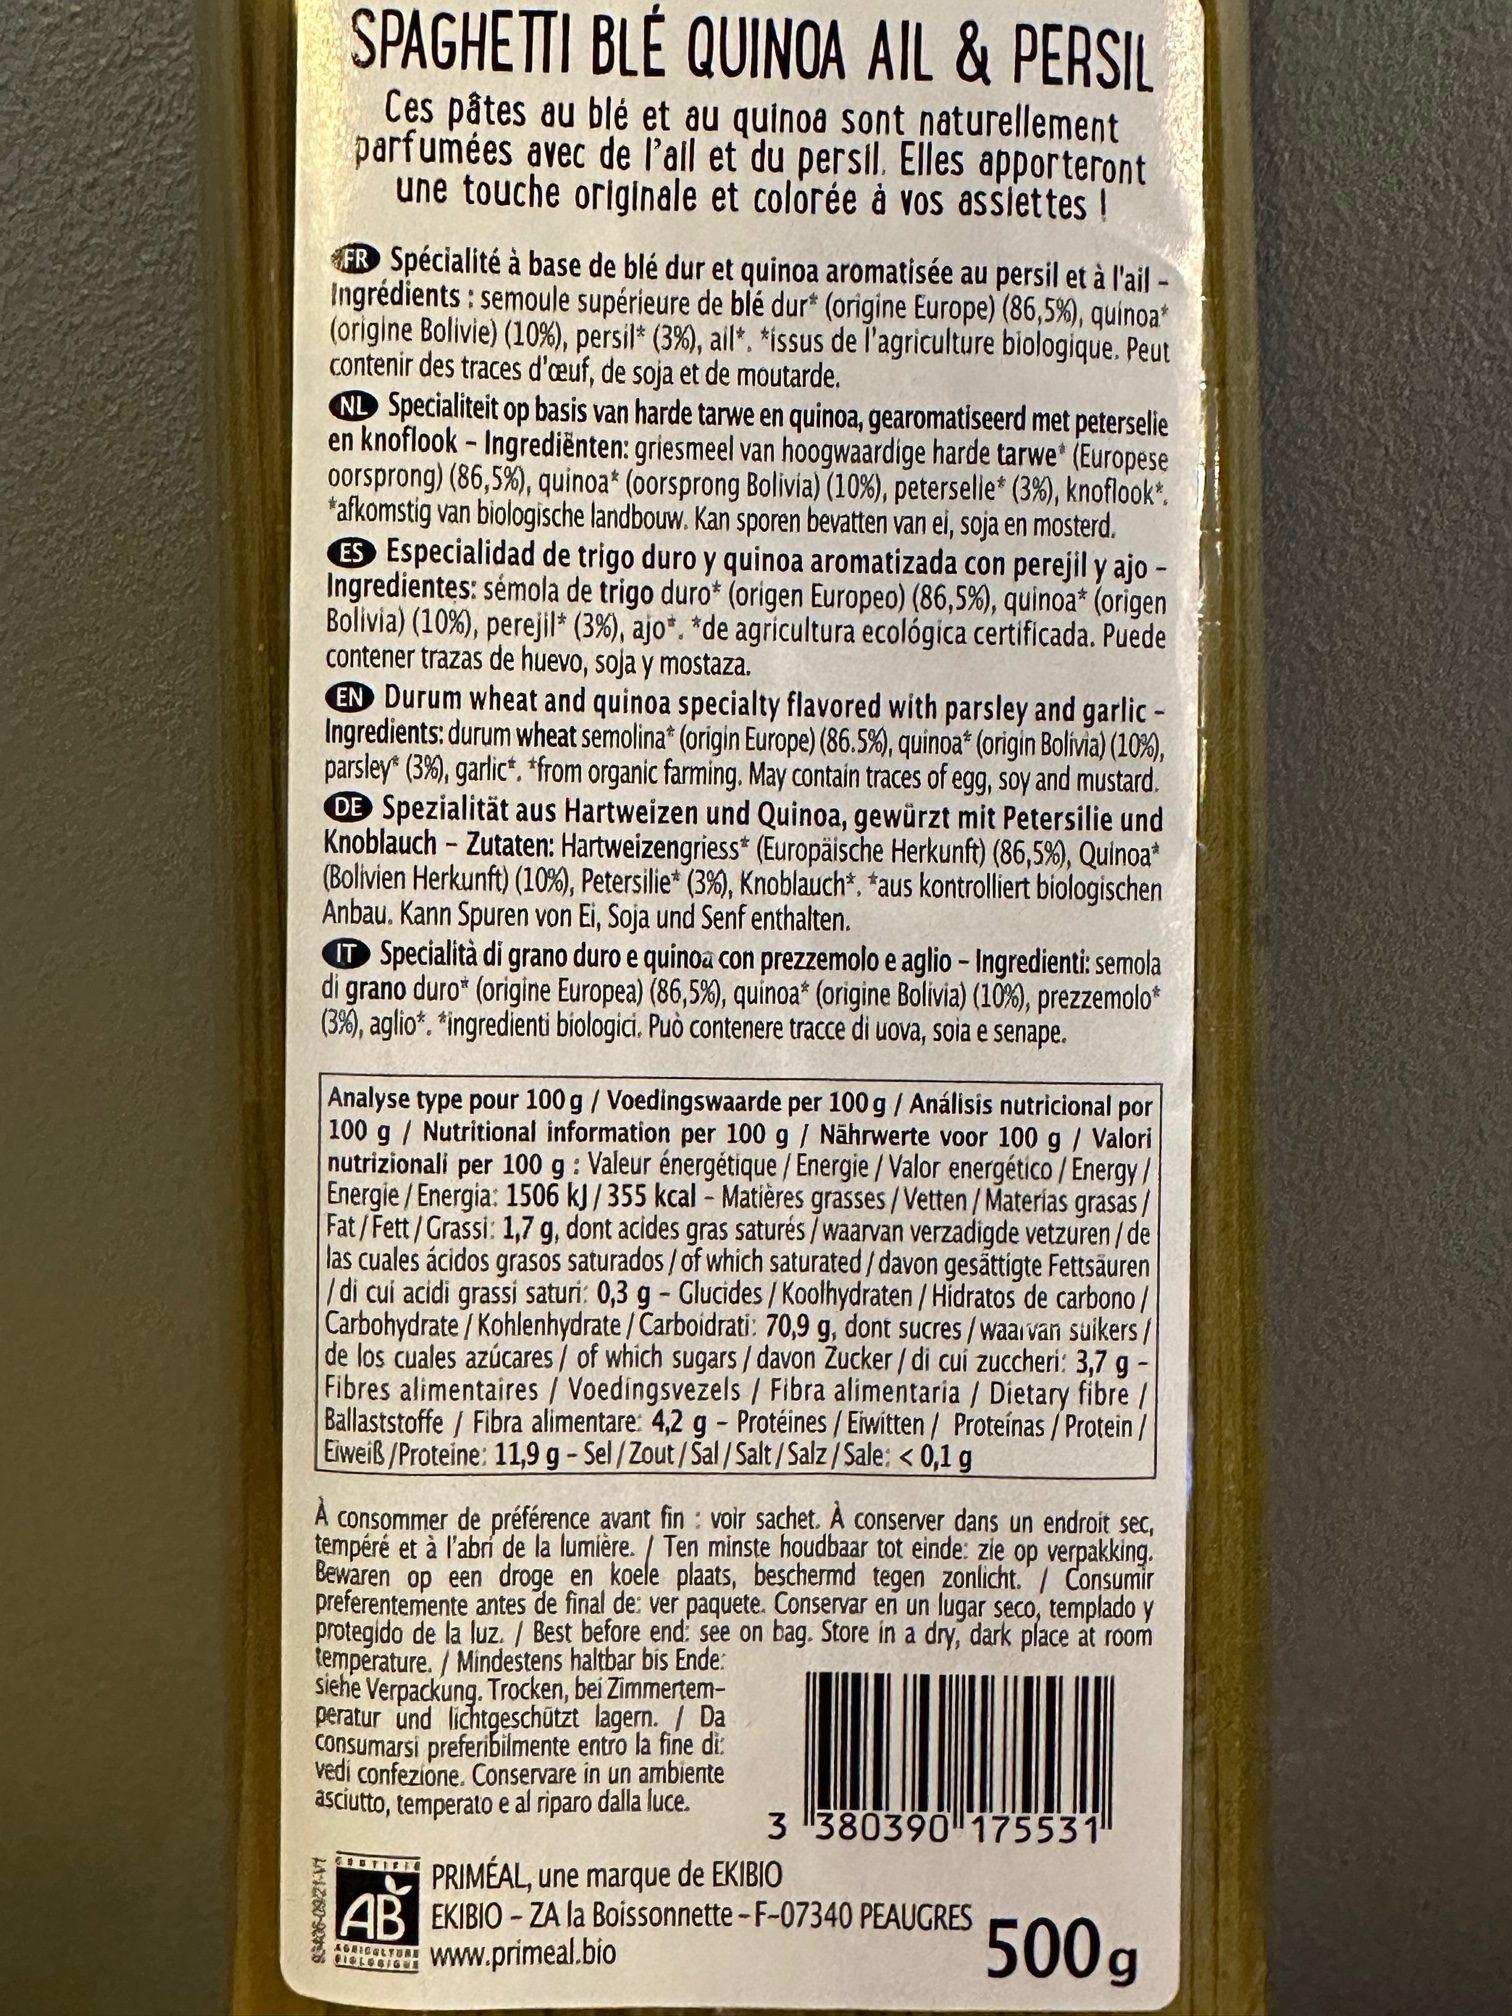 SPAGHETTI BLÉ QUINOA AIL & PERSIL
Ces pâtes au blé et au quinoa sont naturellement
parfumées avec de l'ail et du persil. Elles apporteront
une touche originale et colorée à vos assiettes !
FR Spécialité à base de blé dur et quinoa aromatisée au persil et à l'ail -
Ingrédients : semoule supérieure de blé dur* (origine Europe) (86,5%), quinoa*
(origine Bolivie) (10%), persil* (3%), ail*. *issus de l'agriculture biologique. Peut
contenir des traces d'œuf, de soja et de moutarde.
NL Specialiteit op basis van harde tarwe en quinoa, gearomatiseerd met peterselie
en knoflook – Ingrediënten: griesmeel van hoogwaardige harde tarwe* (Europese
oorsprong) (86,5%), quinoa* (oorsprong Bolivia) (10%), peterselie* (3%), knoflook*.
*afkomstig van biologische landbouw. Kan sporen bevatten van ei, soja en mosterd.
ES Especialidad de trigo duro y quinoa aromatizada con perejil y ajo -
Ingredientes: sémola de trigo duro* (origen Europeo) (86,5%), quinoa* (origen
Bolivia) (10%), perejil* (3%), ajo*. *de agricultura ecológica certificada. Puede
contener trazas de huevo, soja y mostaza.
EN Durum wheat and quinoa specialty flavored with parsley and garlic -
Ingredients: durum wheat semolina* (origin Europe) (86.5%), quinoa* (origin Bolivia) (10%),
parsley* (3%), garlic*. *from organic farming. May contain traces of egg, soy and mustard.
DE Spezialität aus Hartweizen und Quinoa, gewürzt mit Petersilie und
Knoblauch – Zutaten: Hartweizengriess* (Europäische Herkunft) (86,5%), Quinoa*
(Bolivien Herkunft) (10%), Petersilie* (3%), Knoblauch*. *aus kontrolliert biologischen
Anbau. Kann Spuren von Ei, Soja und Senf enthalten.
IT Specialità di grano duro e quinoa con prezzemolo e aglio – Ingredienti: semola
di grano duro* (origine Europea) (86,5%), quinoa* (origine Bolivia) (10%), prezzemolo*
(3%), aglio*. *ingredienti biologici. Può contenere tracce di uova, soia e senape.
Analyse type pour 100 g / Voedingswaarde per 100 g / Análisis nutricional por
100 g / Nutritional information per 100 g / Nährwerte voor 100 g / Valori
nutrizionali per 100 g : Valeur énergétique / Energie / Valor energético / Energy /
Energie / Energia: 1506 kJ / 355 kcal – Matières grasses / Vetten / Materias grasas /
Fat / Fett / Grassi: 1,7 g, dont acides gras saturés / waarvan verzadigde vetzuren / de
las cuales ácidos grasos saturados / of which saturated / davon gesättigte Fettsäuren
/ di cui acidi grassi saturi: 0,3 g – Glucides / Koolhydraten / Hidratos de carbono /
Carbohydrate / Kohlenhydrate / Carboidrati: 70,9 g, dont sucres / waarvan suikers /
de los cuales azúcares / of which sugars / davon Zucker / di cui zuccheri: 3,7 g –
Fibres alimentaires / Voedingsvezels / Fibra alimentaria / Dietary fibre /
Ballaststoffe / Fibra alimentare: 4,2 g – Protéines / Eiwitten / Proteínas / Protein /
Eiweiß /Proteine: 11,9 g – Sel / Zout / Sal / Salt / Salz / Sale: < 0,1 g
À consommer de préférence avant fin : voir sachet. À conserver dans un endroit sec,
tempéré et à l'abri de la lumière. / Ten minste houdbaar tot einde: zie op verpakking.
Bewaren op een droge en koele plaats, beschermd tegen zonlicht. / Consumir
preferentemente antes de final de: ver paquete. Conservar en un lugar seco, templado y
protegido de la luz. / Best before end: see on bag. Store in a dry, dark place at room
temperature. / Mindestens haltbar bis Ende:
siehe Verpackung. Trocken, bei Zimmertem-
peratur und lichtgeschützt lagern. / Da
consumarsi preferibilmente entro la fine di:
vedi confezione. Conservare in un ambiente
asciutto, temperato e al riparo dalla luce.
3 380390 175531
93406-09/21-V1
CERTIFIÉ
AB
AGRICULTURE
BIOLOGIQUE
PRIMÉAL, une marque de EKIBIO
EKIBIO – ZA la Boissonnette – F-07340 PEAUGRES
www.primeal.bio
500g